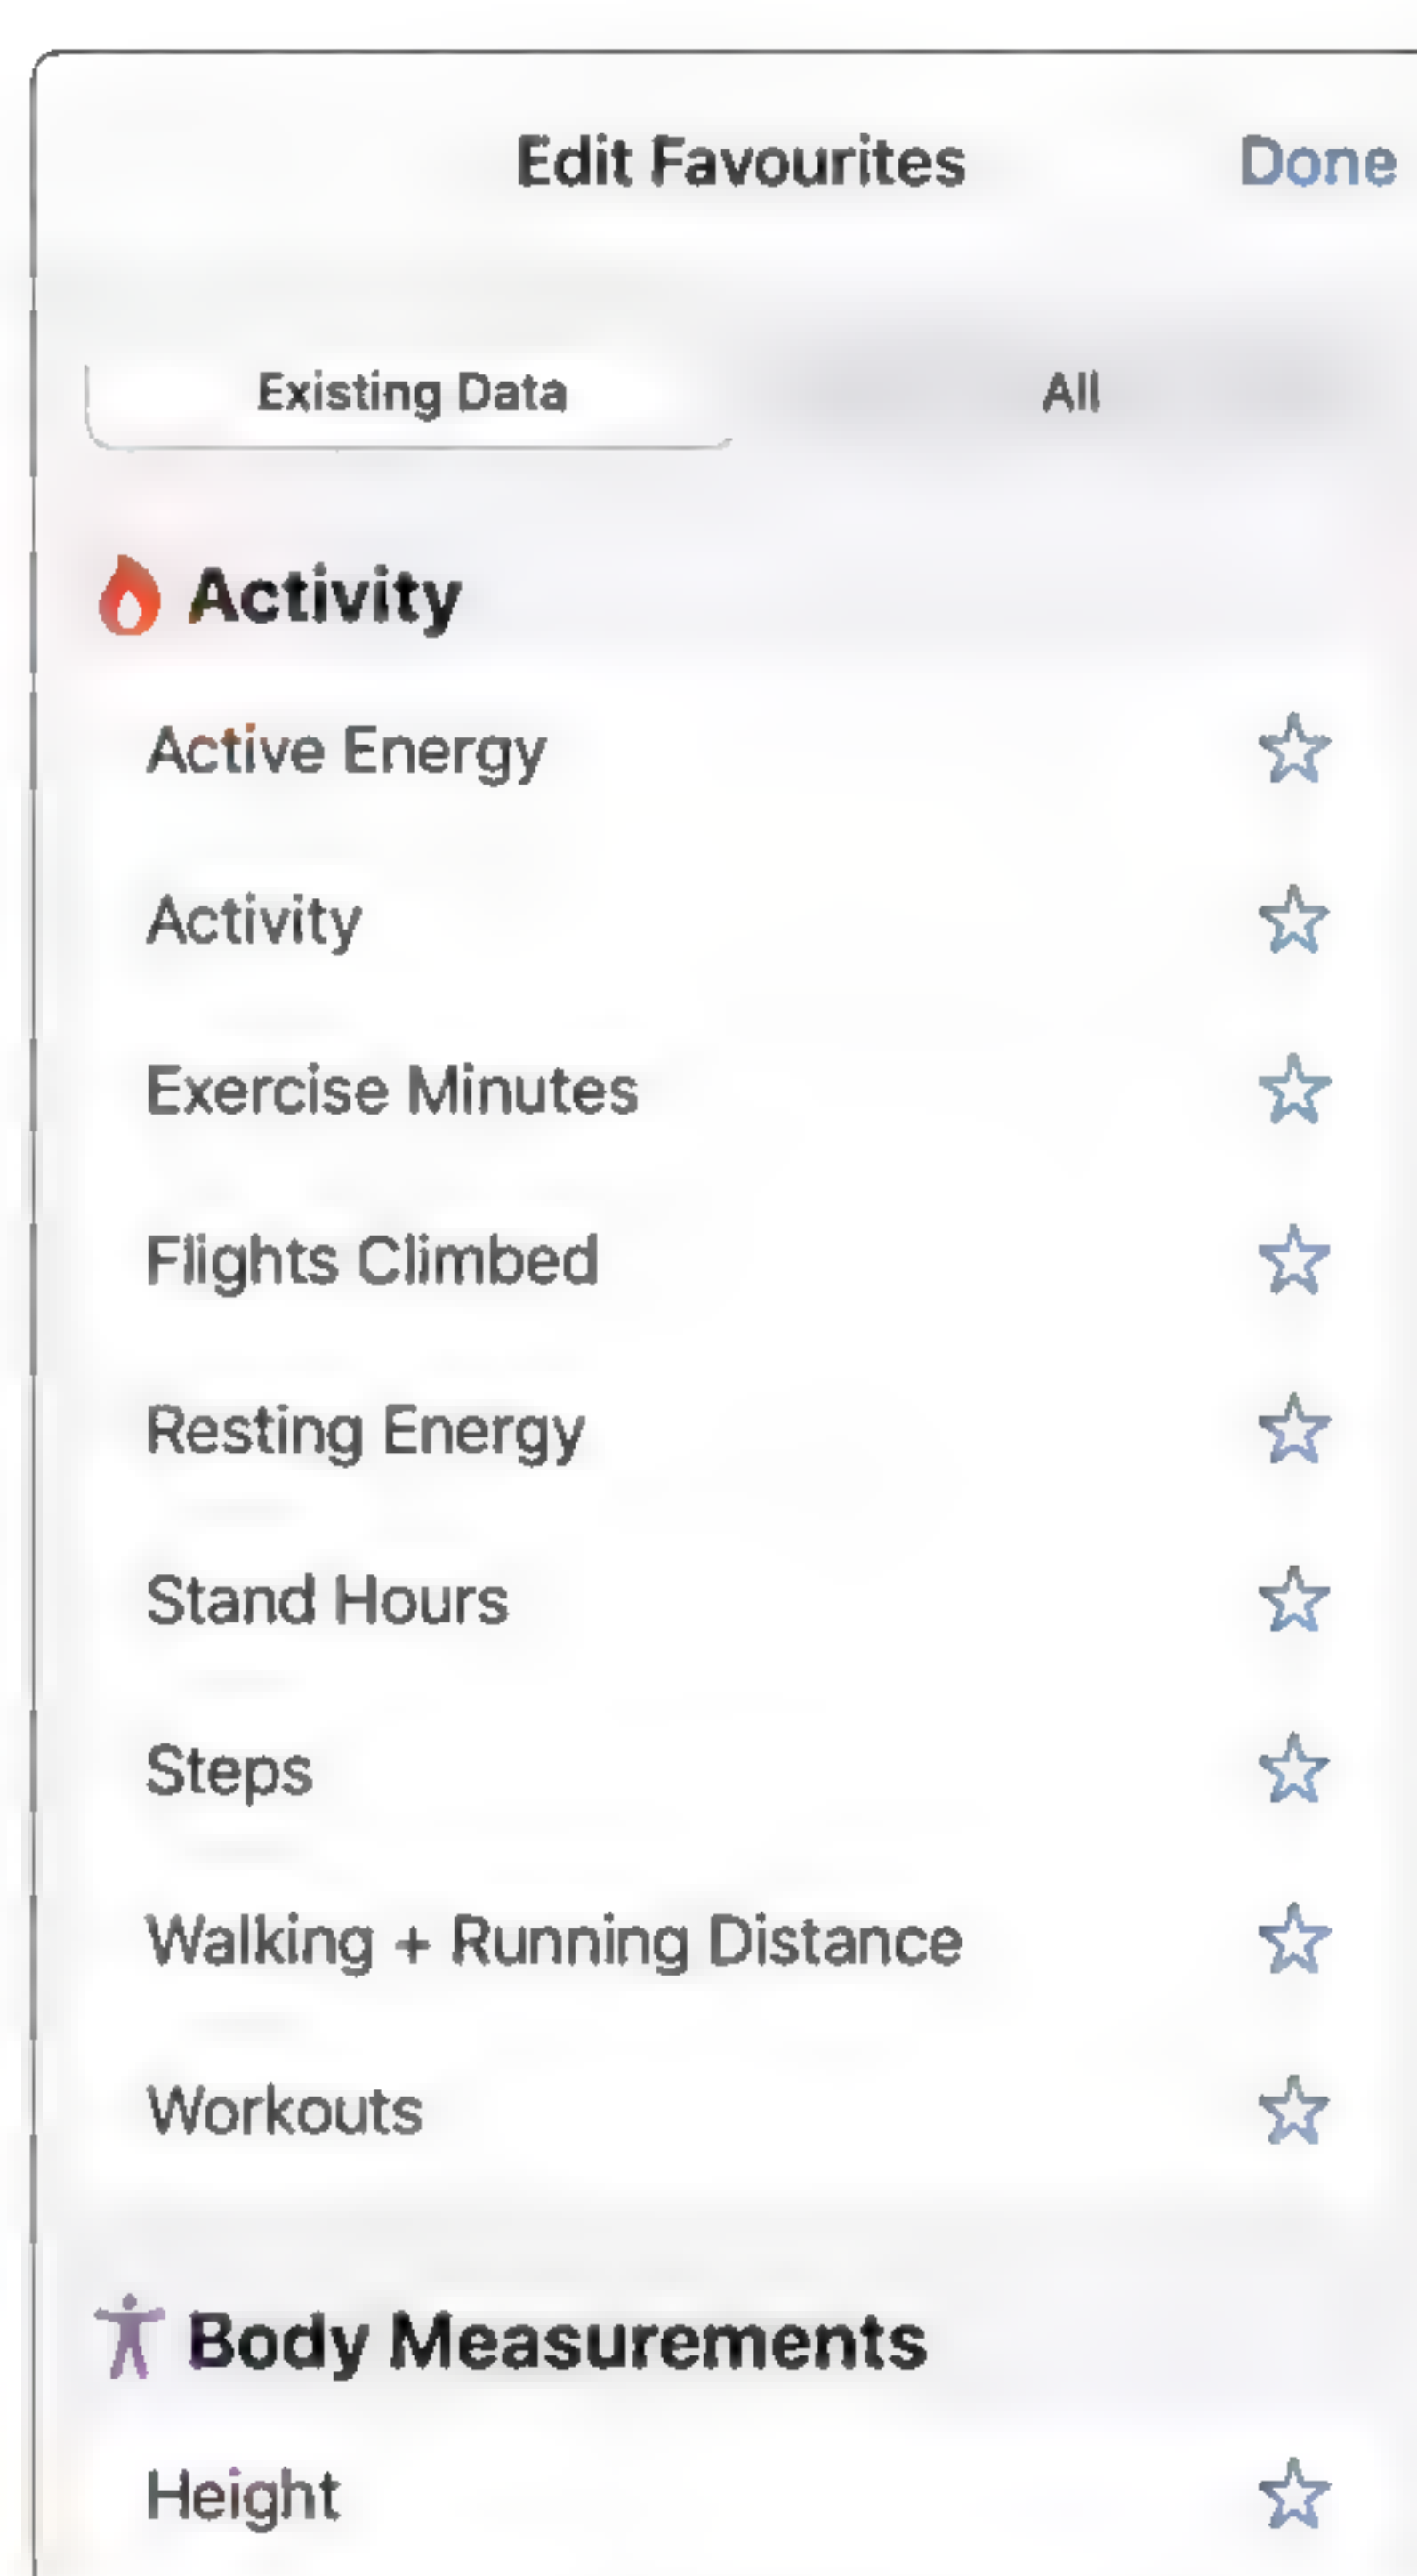 Edit Favourites Done
Existing Data All
Activity
Active Energy
Activity
Exercise Minutes
Flights Climbed
Resting Energy
Stand Hours
Steps
Walking + Running Distance
Workouts
Body Measurements
Height